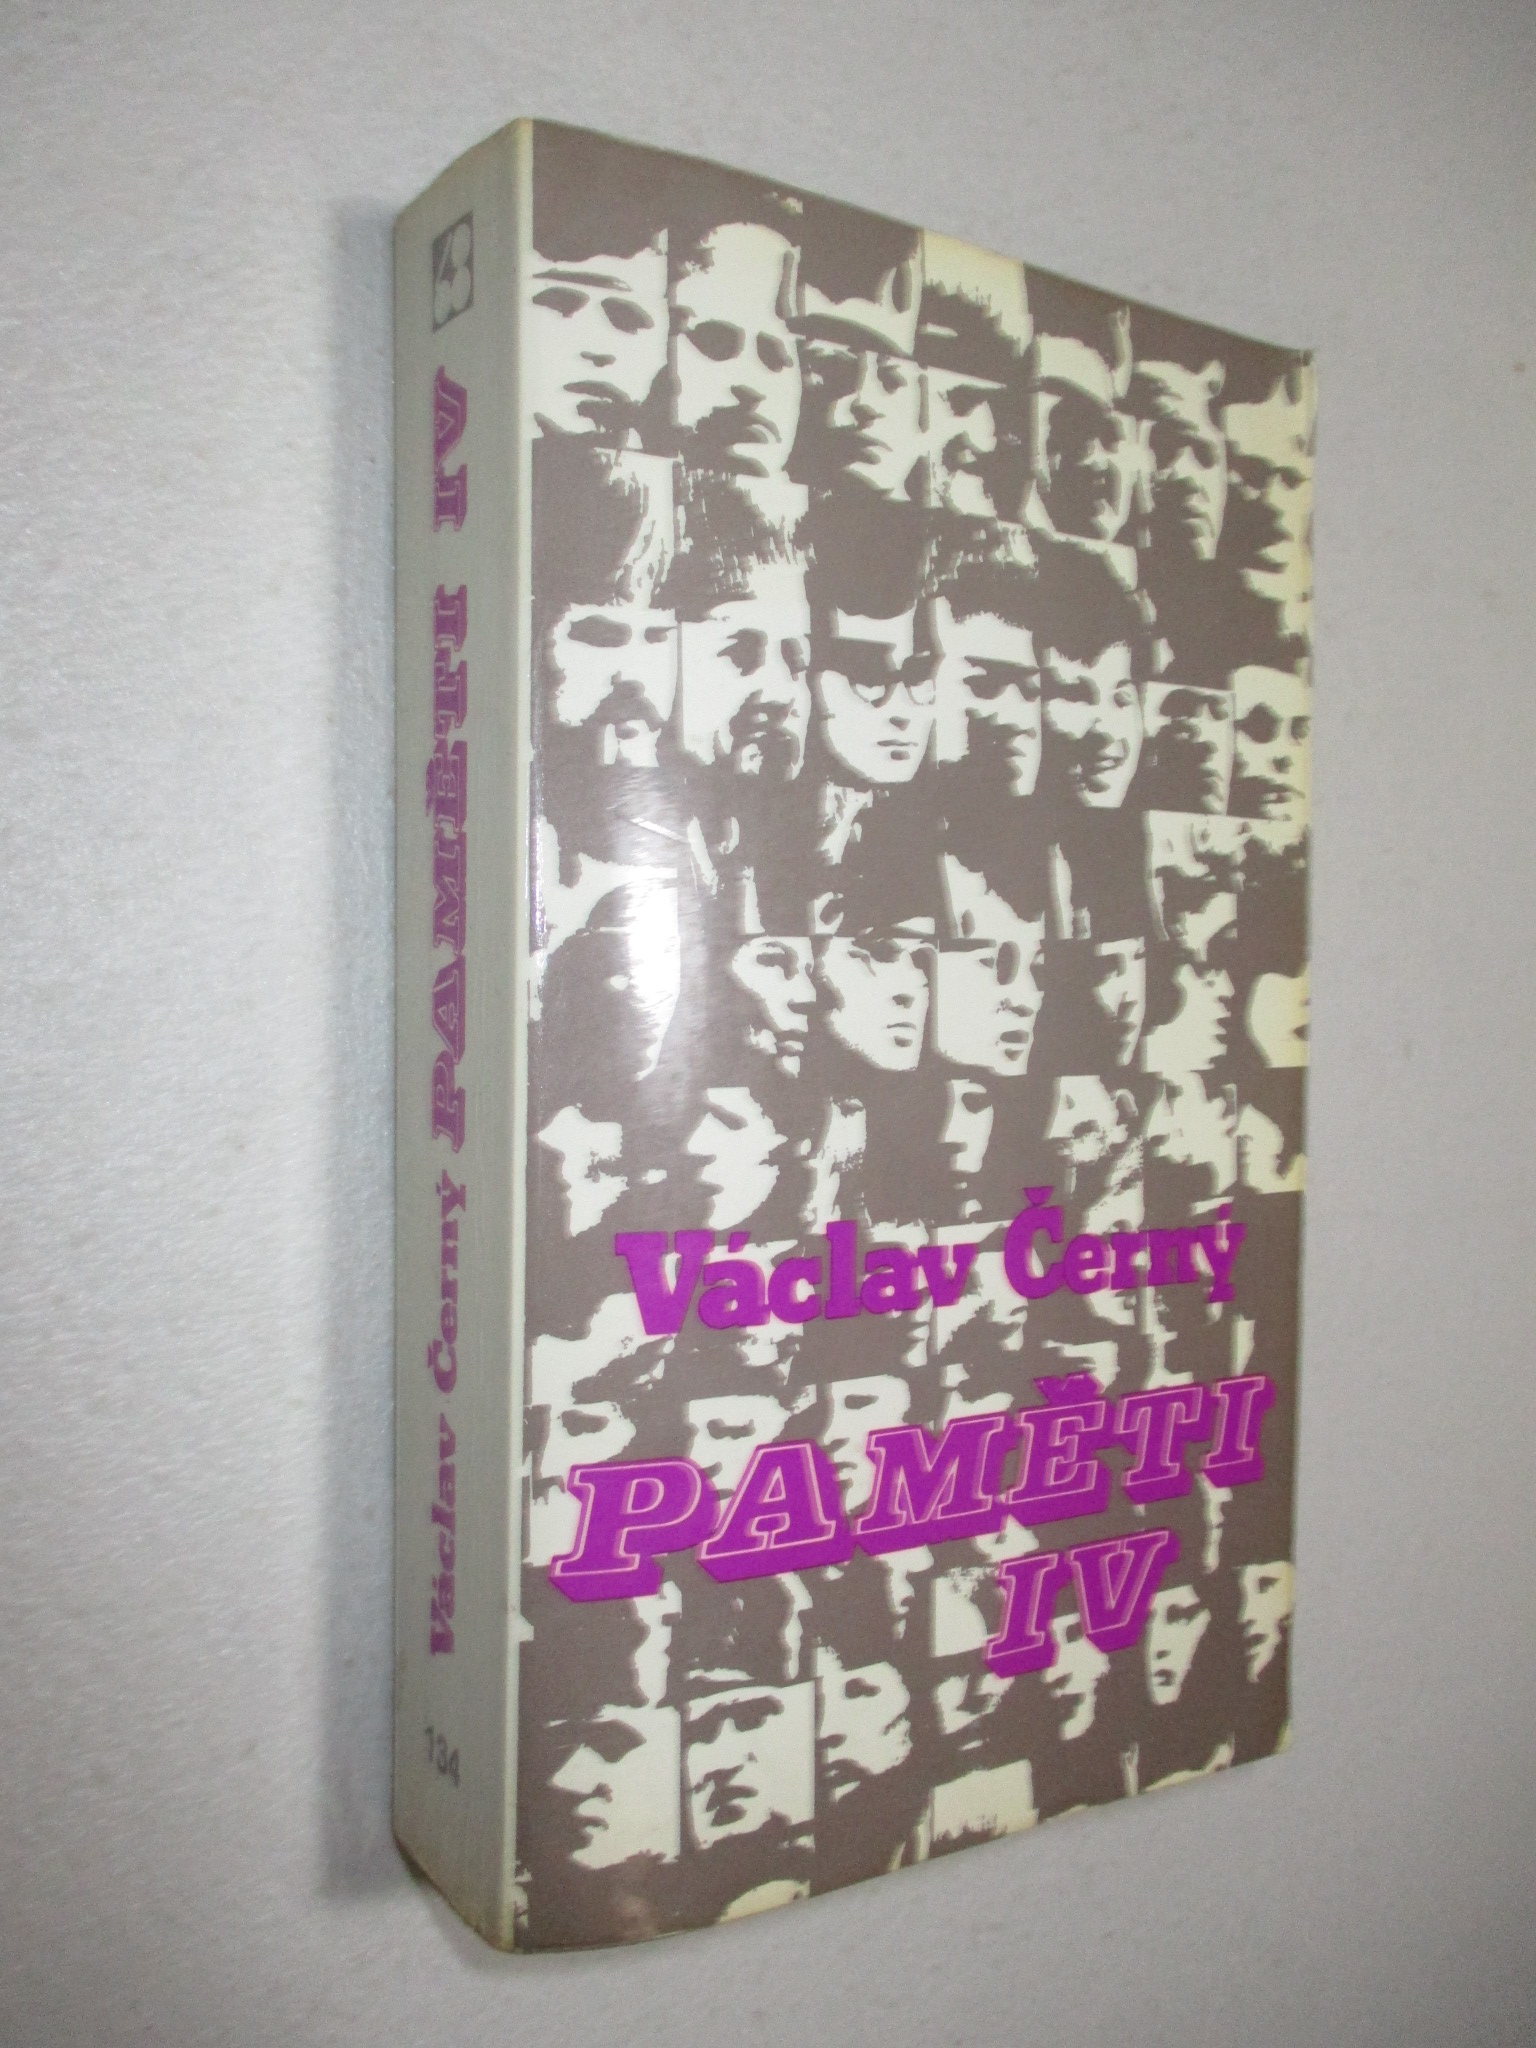 Václav Černý PAMĚTI IV
134
Václav Černý
PAMĚTI
IV